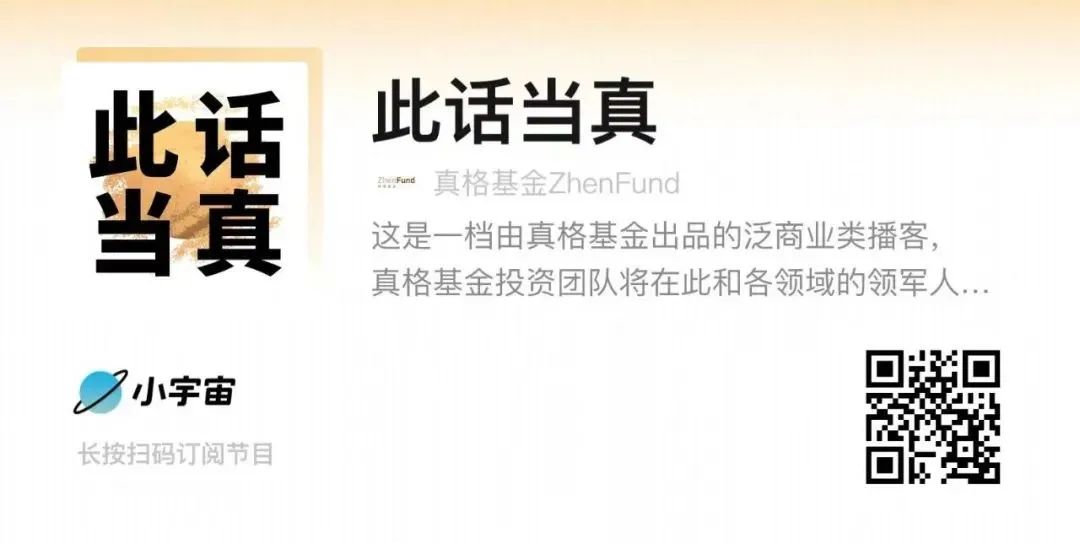 此话
当真
此话当真
ZhenFund
真格基金ZhenFund
这是一档由真格基金出品的泛商业类播客，
真格基金投资团队将在此和各领域的领军人...
小宇宙
长按扫码订阅节目